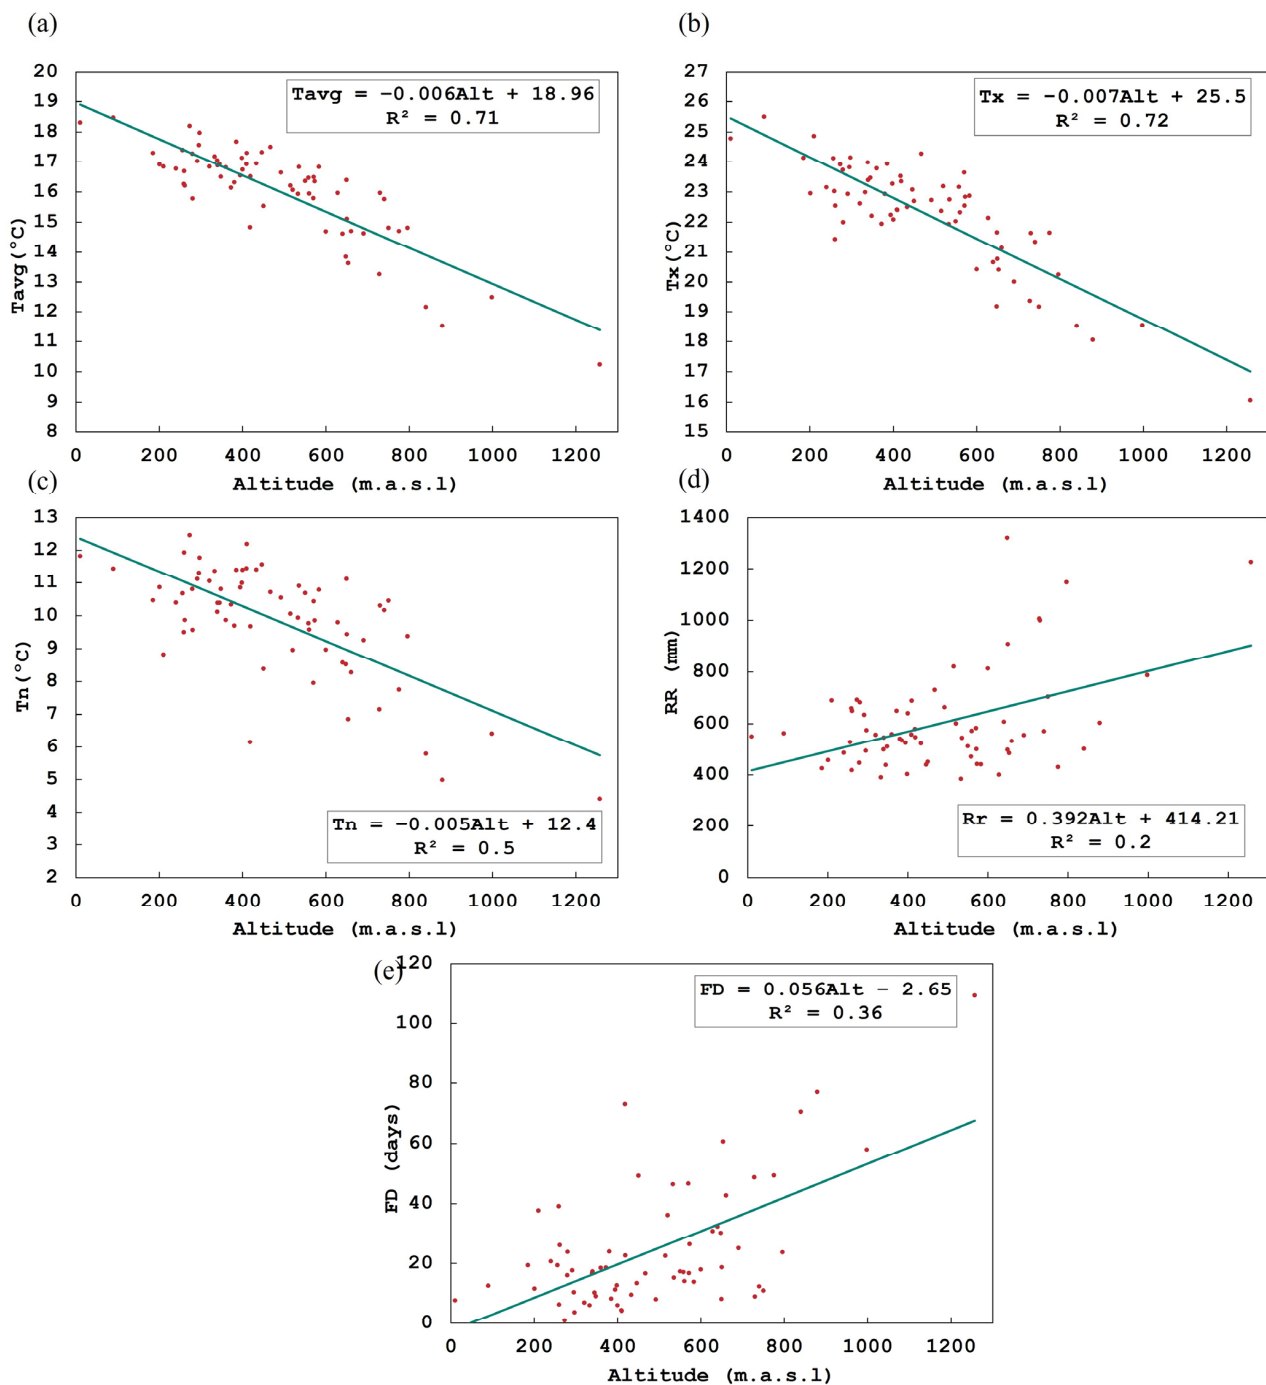 (a)
20
19
18
17
16
15
14
13
12
11
10
9
8
Tavg(°C)
Tavg = −0.006Alt + 18.96
R² = 0.71
0 200 400 600 800 1000 1200
Altitude (m.a.s.l)
(b)
27
26
25
24
23
22
21
20
19
18
17
16
15
Tx(°C)
Tx = −0.007Alt + 25.5
R² = 0.72
0 200 400 600 800 1000 1200
Altitude (m.a.s.l)
(c)
13
12
11
10
9
8
7
6
5
4
3
2
Tn(°C)
Tn = −0.005Alt + 12.4
R² = 0.5
0 200 400 600 800 1000 1200
Altitude (m.a.s.l)
(d)
1400
1200
1000
800
600
400
200
0
RR (mm)
Rr = 0.392Alt + 414.21
R² = 0.2
0 200 400 600 800 1000 1200
Altitude (m.a.s.l)
(e)
120
100
80
60
40
20
0
FD (days)
FD = 0.056Alt − 2.65
R² = 0.36
0 200 400 600 800 1000 1200
Altitude (m.a.s.l)